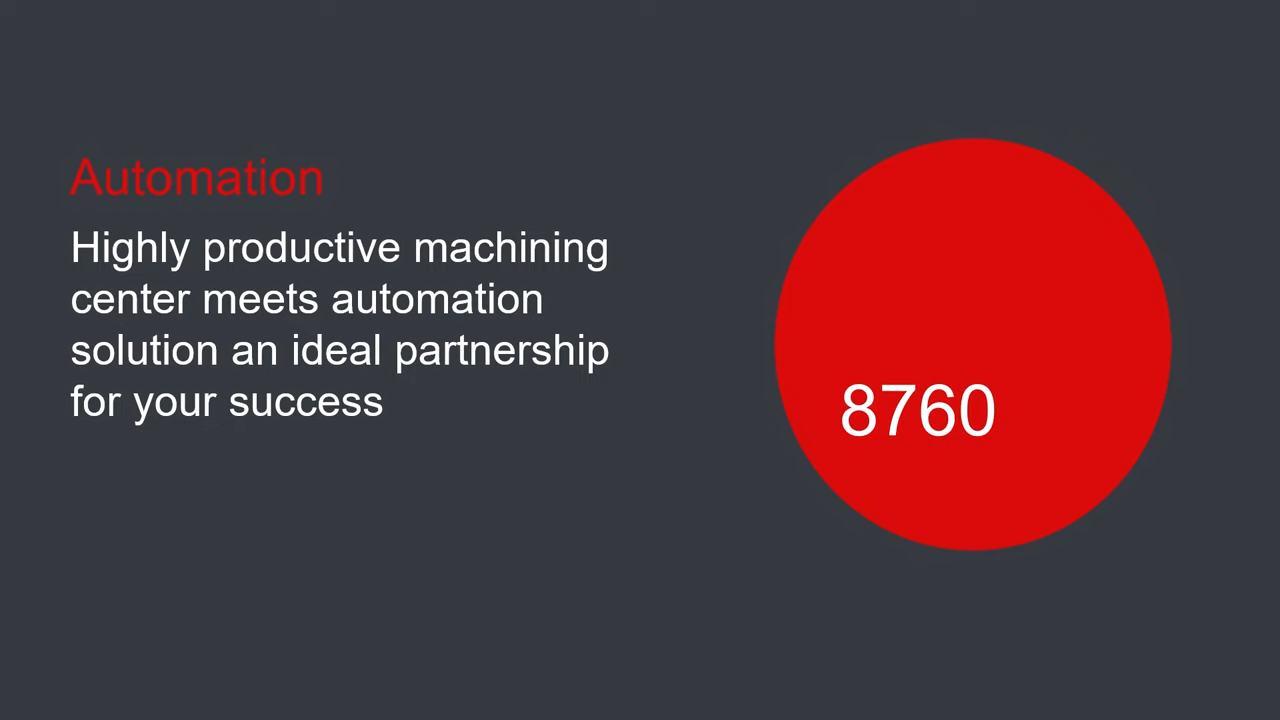 Automation
Highly productive machining
center meets automation
solution an ideal partnership
for your success
8760